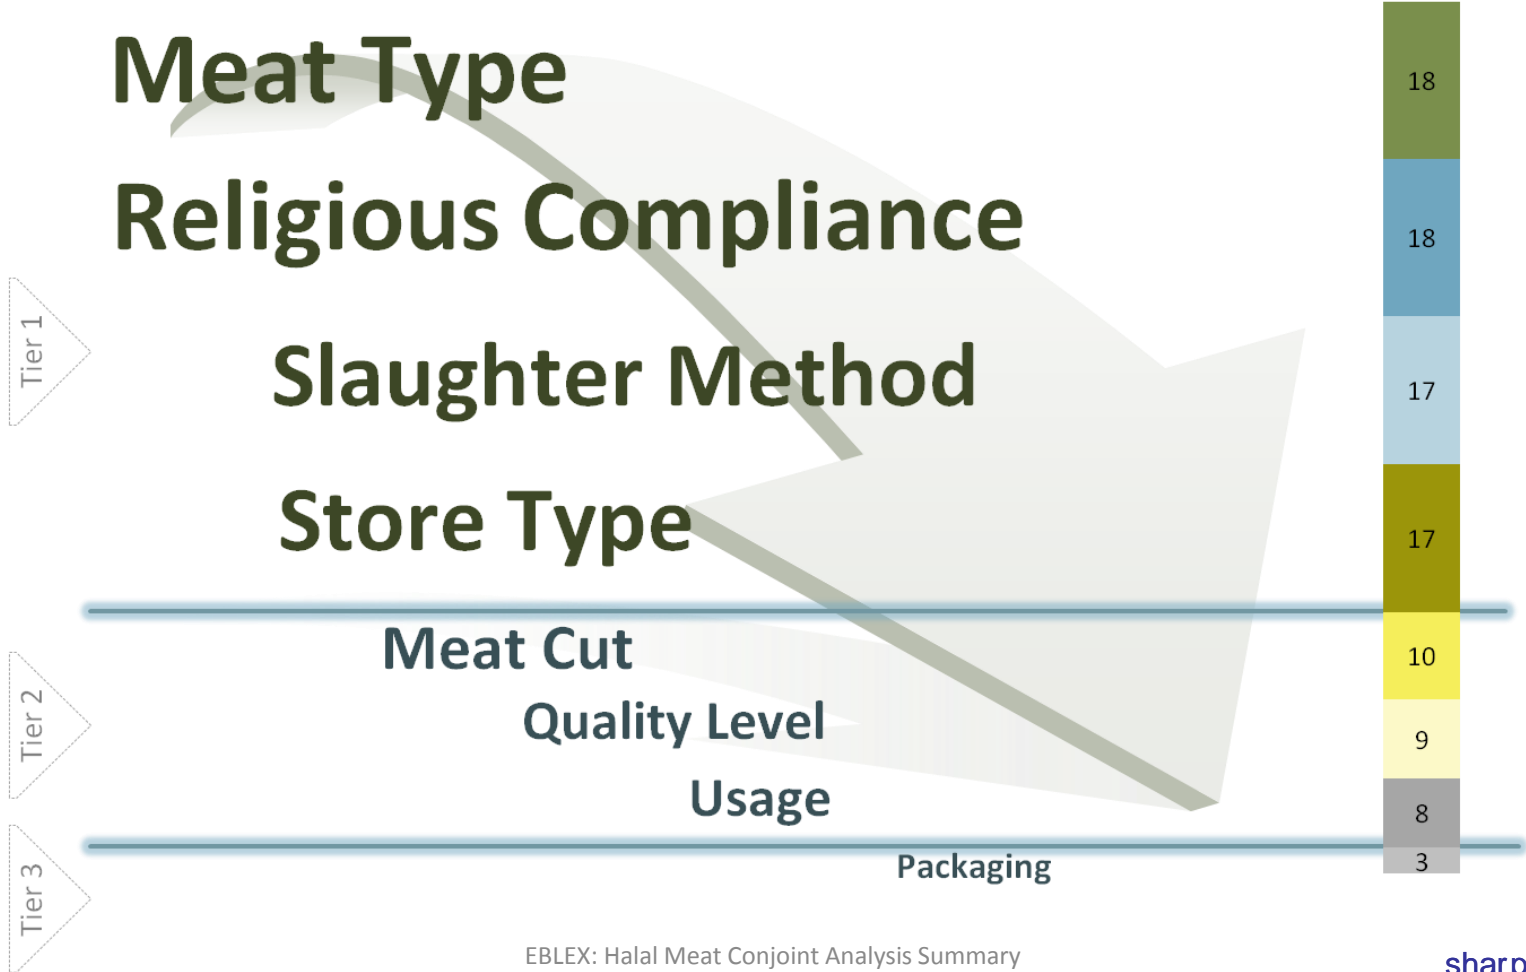 Meat Type
18
Religious Compliance
18
Tier 1
Slaughter Method
17
Store Type
17
Meat Cut
10
Tier 2
Quality Level
9
Usage
8
Packaging
3
Tier 3
EBLEX: Halal Meat Conjoint Analysis Summary
sharp